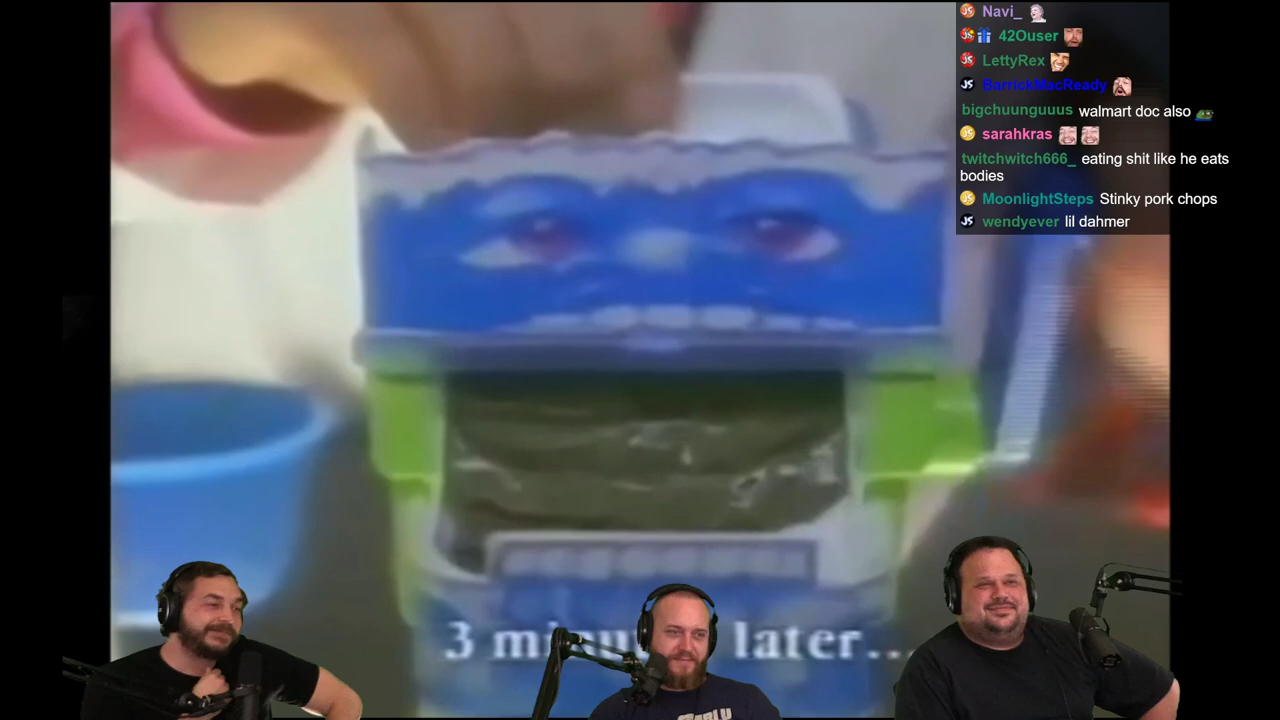 Navi_
42Ouser
LettyRex
BarrickMacReady
bigchuunguuus walmart doc also
sarahkras
twitchwitch666_ eating shit like he eats
bodies
MoonlightSteps Stinky pork chops
wendyever lil dahmer
3 later...